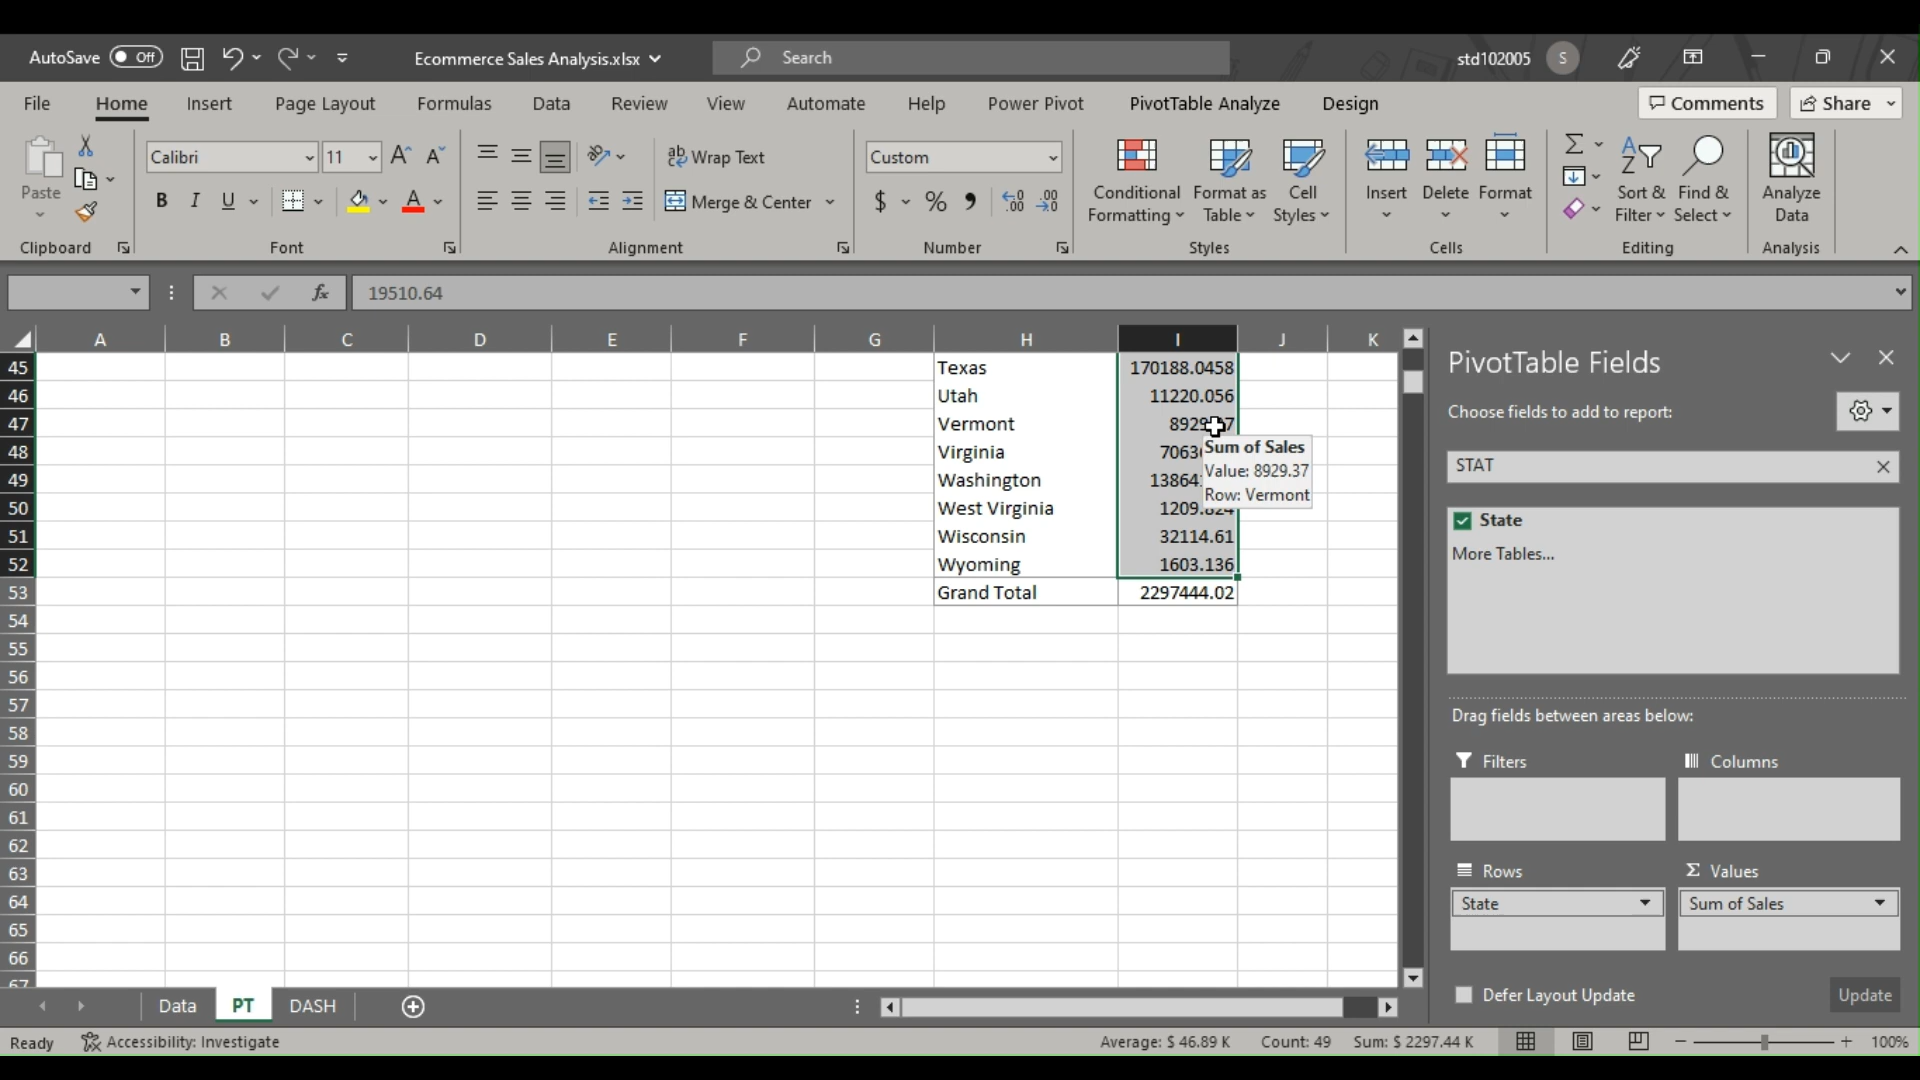 AutoSave Off Ecommerce Sales Analysis.xlsx Search std102005 S
File Home Insert Page Layout Formulas Data Review View Automate Help Power Pivot PivotTable Analyze Design Comments Share
Paste Calibri 11 Wrap Text Custom
Merge & Center $ % Conditional Formatting Format as Table Cell Styles Insert Delete Format Sort & Filter Find & Select Analyze Data
Clipboard Font Alignment Number Styles Cells Editing Analysis
fx 19510.64
A B C D E F G H I J K
45 Texas 170188.0458
46 Utah 11220.056
47 Vermont
48 Virginia
49 Washington
50 West Virginia
51 Wisconsin 32114.61
52 Wyoming 1603.136
53 Grand Total 2297444.02
54
55
56
57
58
59
60
61
62
63
64
65
66
67
Sum of Sales
Value: 8929.37
Row: Vermont
PivotTable Fields
Choose fields to add to report:
STAT
State
More Tables...
Drag fields between areas below:
Filters Columns
Rows Values
State Sum of Sales
Defer Layout Update Update
Data PT DASH
Ready Accessibility: Investigate Average: $ 46.89 K Count: 49 Sum: $ 2297.44 K 100%